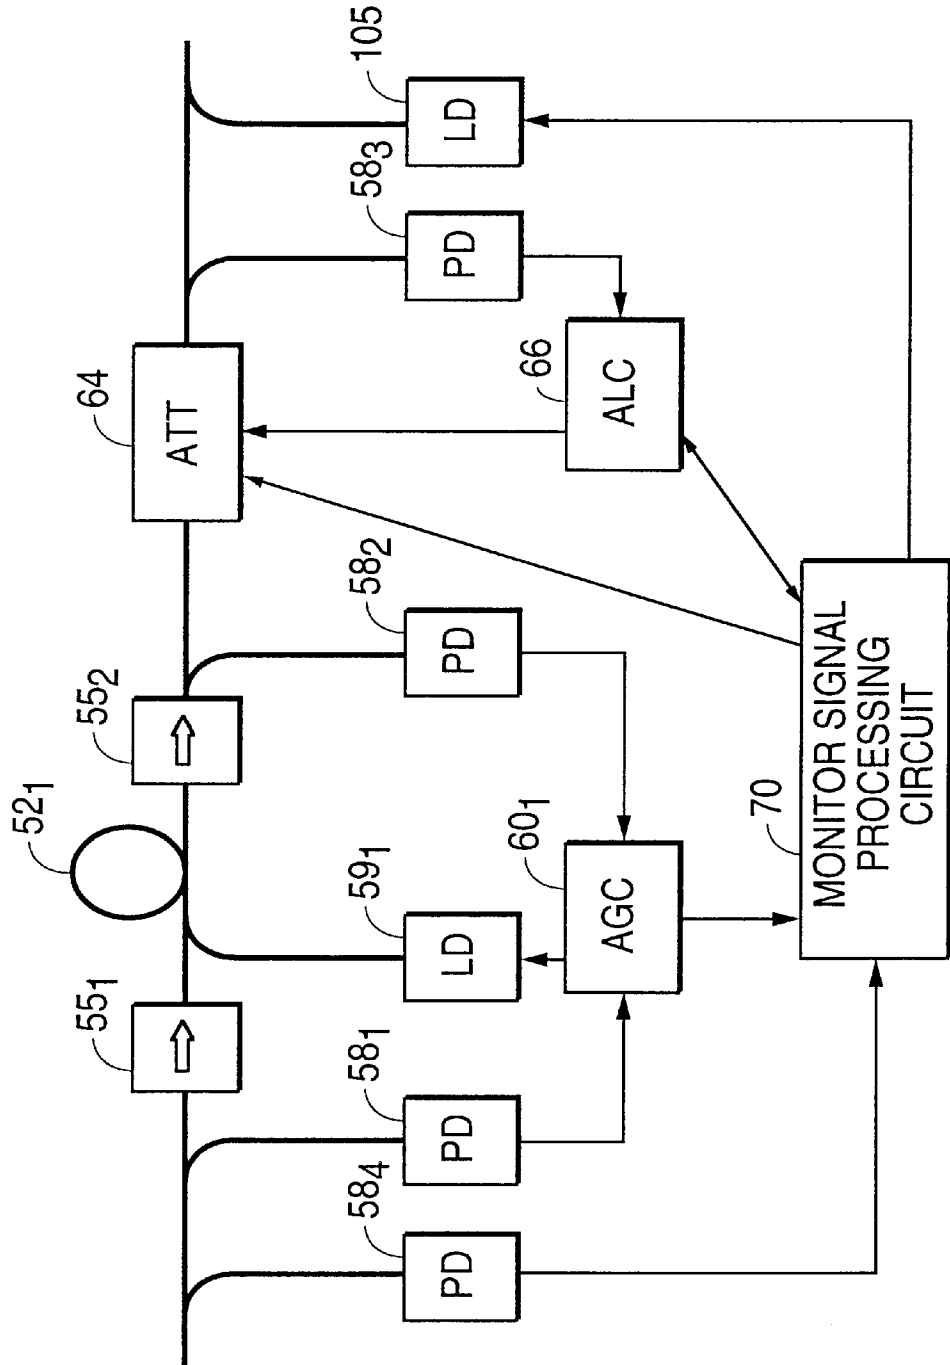 105
LD
58₃
PD
64
ATT
66
ALC
58₂
PD
55₂
52₁
59₁
LD
60₁
AGC
70
MONITOR SIGNAL
PROCESSING
CIRCUIT
55₁
58₁
PD
58₄
PD